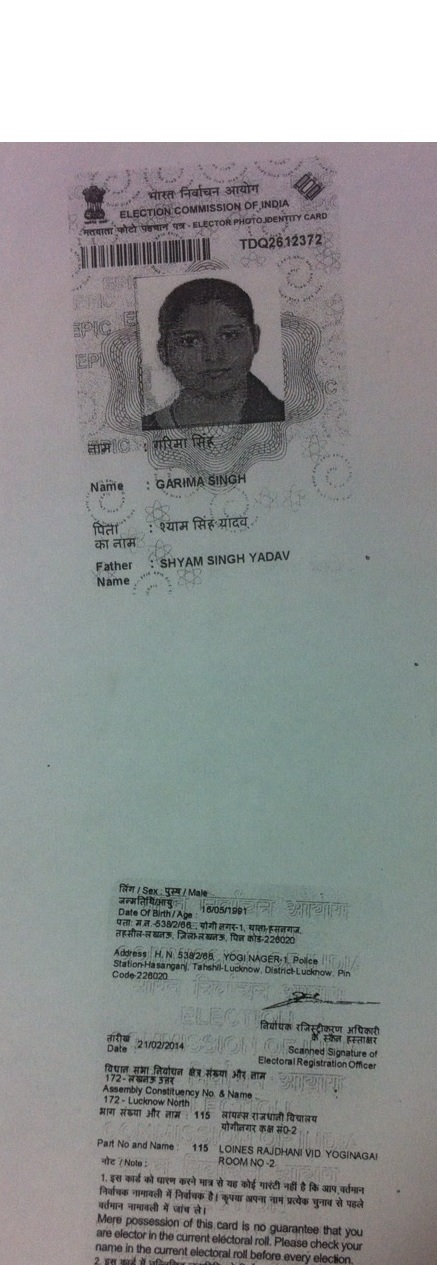 भारत निर्वाचन आयोग
ELECTION COMMISSION OF INDIA
मतदाता फोटो पहचान पत्र - ELECTOR PHOTO IDENTITY CARD
TDQ2612372
नाम : गरिमा सिंह
Name : GARIMA SINGH
पिता : श्याम सिंह यादव
का नाम
Father : SHYAM SINGH YADAV
Name
लिंग / Sex : पुरुष / Male
जन्मतिथि/आयु
Date Of Birth / Age : 16/05/1991
पता: म.न.-538/2/66, योगी नगर-1, थाना-हसनगंज,
तहसील-लखनऊ, जिला-लखनऊ, पिन कोड-226020
Address : H. N. 538/2/66, YOGI NAGER-1, Police
Station-Hasanganj, Tahshil-Lucknow, District-Lucknow, Pin
Code-226020
निर्वाचक रजिस्ट्रीकरण अधिकारी
के स्कैन हस्ताक्षर
तारीख
Date 21/02/2014
Scanned Signature of
Electoral Registration Officer
विधान सभा निर्वाचन क्षेत्र संख्या और नाम
172 - लखनऊ उत्तर
Assembly Constituency No. & Name
172 - Lucknow North
भाग संख्या और नाम : 115 लायन्स राजधानी विद्यालय
योगीनगर कक्ष सं0-2
Part No and Name : 115 LOINES RAJDHANI VID YOGINAGAI
ROOM NO -2
नोट / Note :
1. इस कार्ड को धारण करने मात्र से यह कोई गारंटी नहीं है कि आप वर्तमान
निर्वाचक नामावली में निर्वाचक है। कृपया अपना नाम प्रत्येक चुनाव से पहले
वर्तमान नामावली में जांच ले।
Mere possession of this card is no guarantee that you
are elector in the current electoral roll. Please check your
name in the current electoral roll before every election.
2. इस कार्ड में